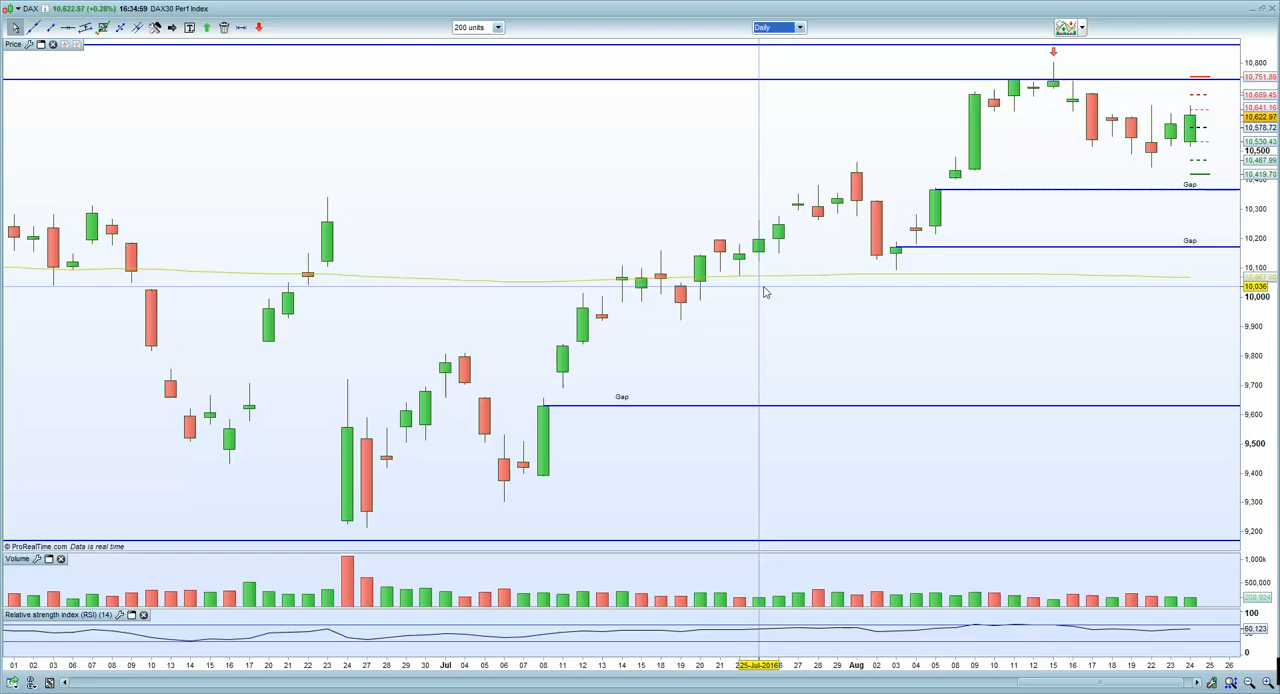 DAX 10,622.97 (+0.28%) 16:34:59 DAX30 Perf Index
200 units Daily
Price
10,800
10,751.89
10,689.45
10,641.16
10,622.97
10,578.72
10,530.43
10,500
10,467.99
10,419.70
10,400
Gap
10,300
10,200
Gap
10,100
10,036
10,000
9,900
9,800
9,700
Gap
9,600
9,500
9,400
9,300
9,200
© ProRealTime.com Data is real time
Volume
1,000k
500,000
Relative strength index (RSI) (14)
100
60.123
0
01 02 03 06 07 08 09 10 13 14 15 16 17 20 21 22 23 24 27 28 29 30 Jul 04 05 06 07 08 11 12 13 14 15 18 19 20 21 22 25-Jul-2016 27 28 29 Aug 02 03 04 05 08 09 10 11 12 15 16 17 18 19 22 23 24 25 26